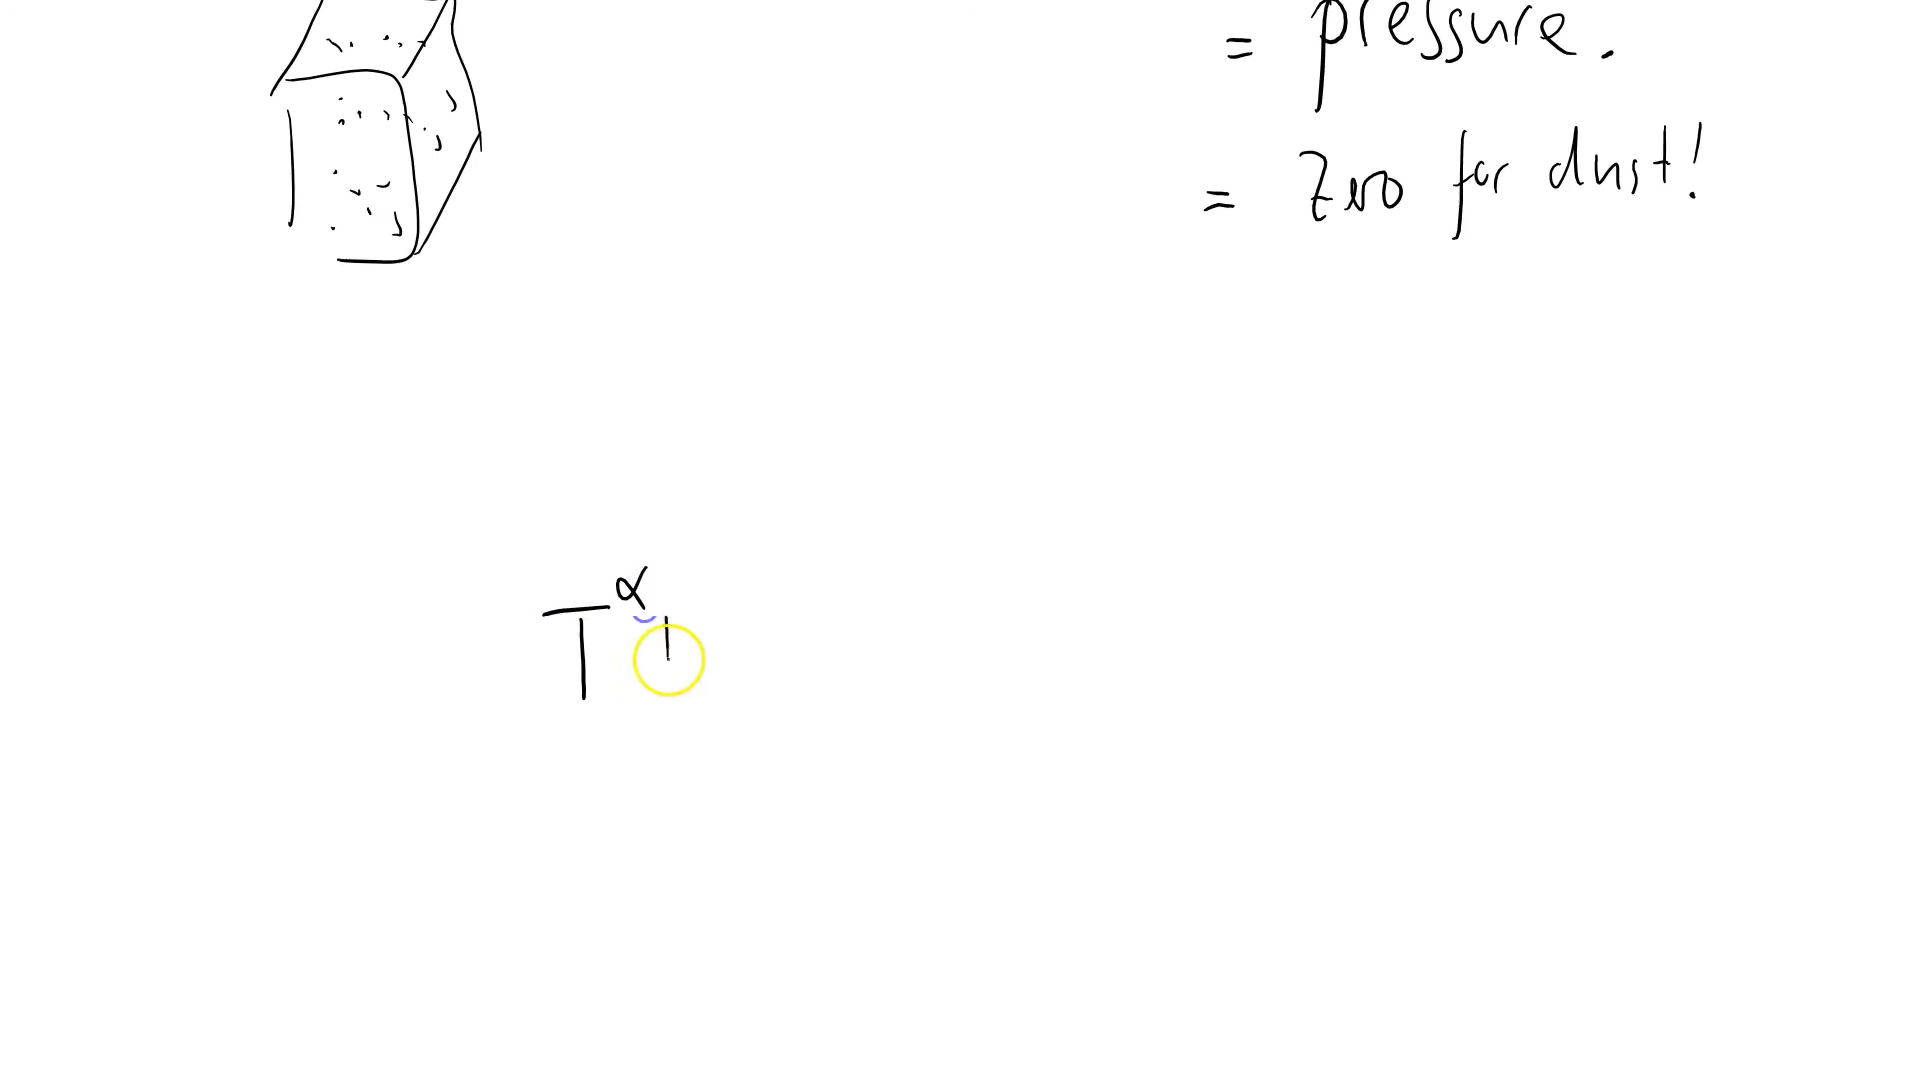 = pressure.
= Zero for dust!
T^α